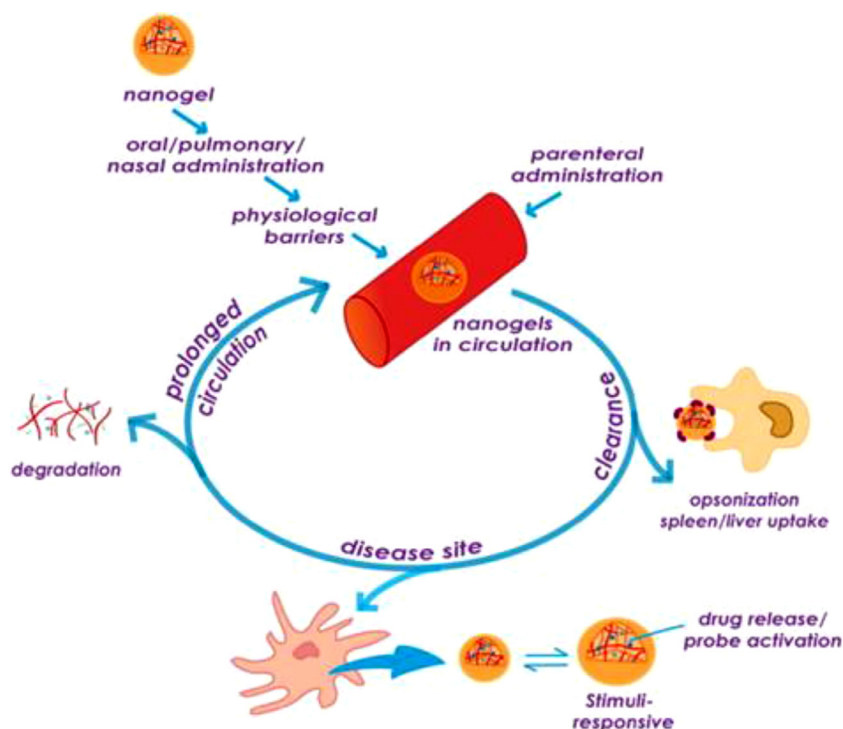 nanogel
oral/pulmonary/
nasal administration
physiological
barriers
parenteral
administration
nanogels
in circulation
prolonged
circulation
clearance
degradation
opsonization
spleen/liver uptake
disease site
drug release/
probe activation
Stimuli-
responsive